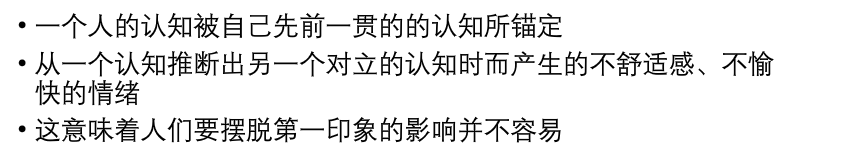 • 一个人的认知被自己先前一贯的的认知所锚定
• 从一个认知推断出另一个对立的认知时而产生的不舒适感、不愉
快的情绪
• 这意味着人们要摆脱第一印象的影响并不容易